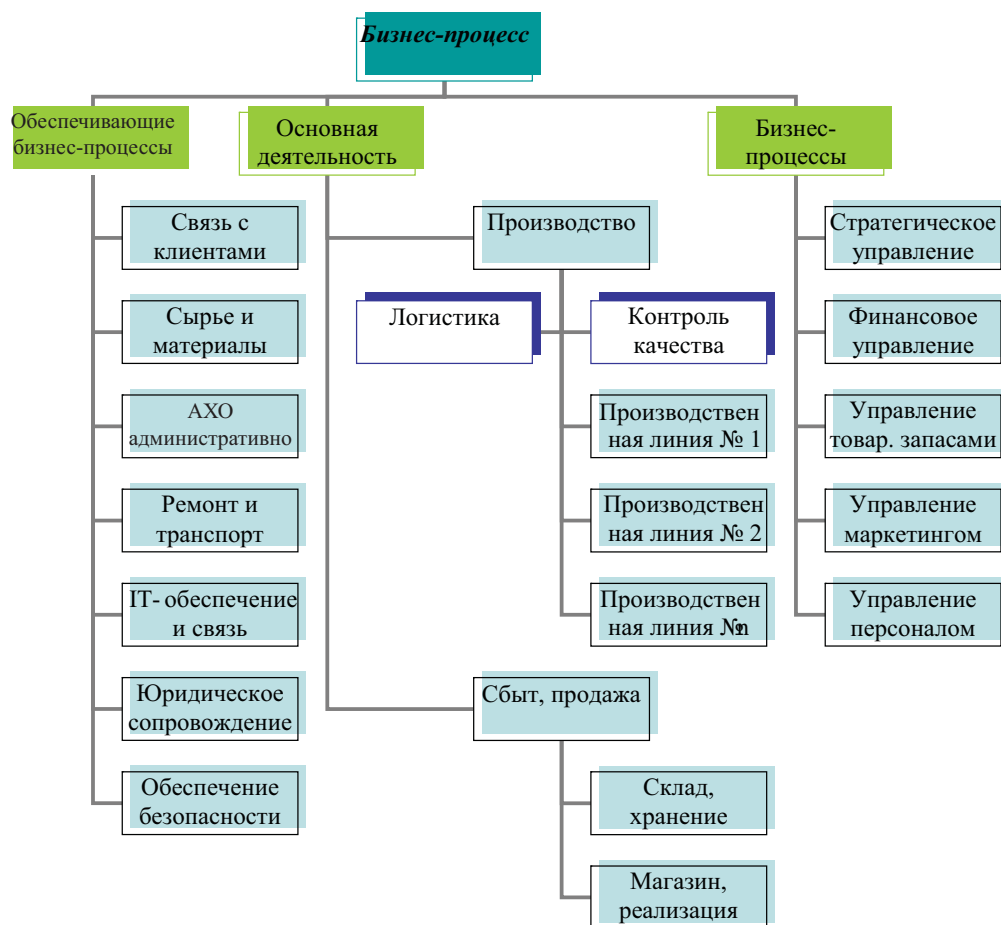 Бизнес-процесс
Обеспечивающие
бизнес-процессы
Основная
деятельность
Бизнес-
процессы
Связь с
клиентами
Сырье и
материалы
АХО
административно
Ремонт и
транспорт
IT- обеспечение
и связь
Юридическое
сопровождение
Обеспечение
безопасности
Производство
Логистика
Контроль
качества
Производствен
ная линия № 1
Производствен
ная линия № 2
Производствен
ная линия №n
Сбыт, продажа
Склад,
хранение
Магазин,
реализация
Стратегическое
управление
Финансовое
управление
Управление
товар. запасами
Управление
маркетингом
Управление
персоналом